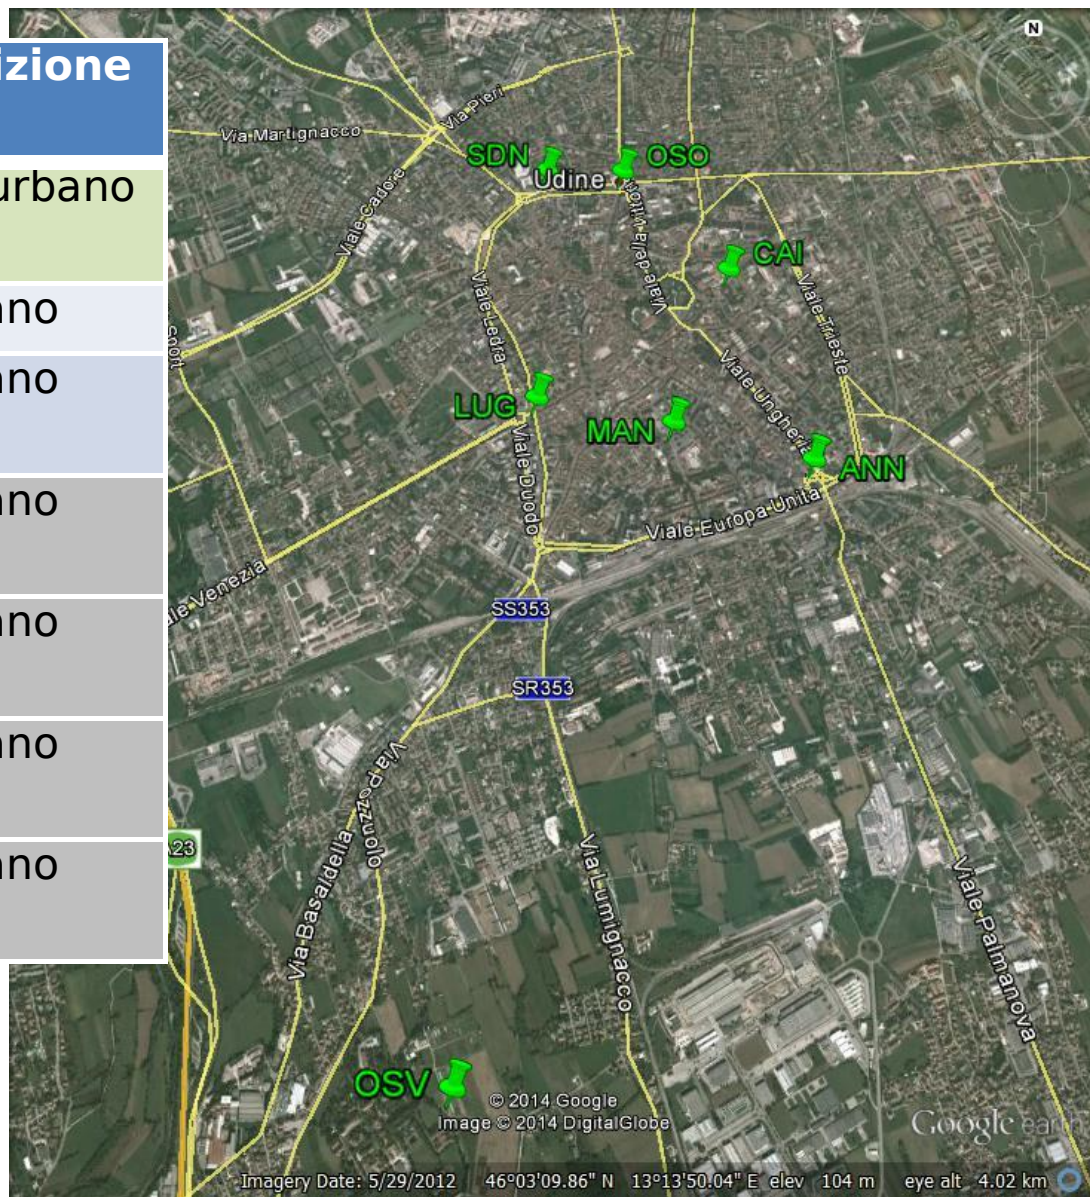 izione
urbano
ano
ano
ano
ano
ano
ano
N
Via Pieri
Via Martignacco
SDN
OSO
Udine
Viale Cadore
CAI
Viale Ledra
Viale Trieste
Viale Ungheria
LUG
MAN
ANN
Viale Duodo
Viale Europa Unita
ale Venezia
SS353
SR353
Via Pozzuolo
A23
Via Basaldella
Via Lumignacco
Viale Palmanova
OSV
© 2014 Google
Image © 2014 DigitalGlobe
Google earth
Imagery Date: 5/29/2012 46°03'09.86" N 13°13'50.04" E elev 104 m eye alt 4.02 km